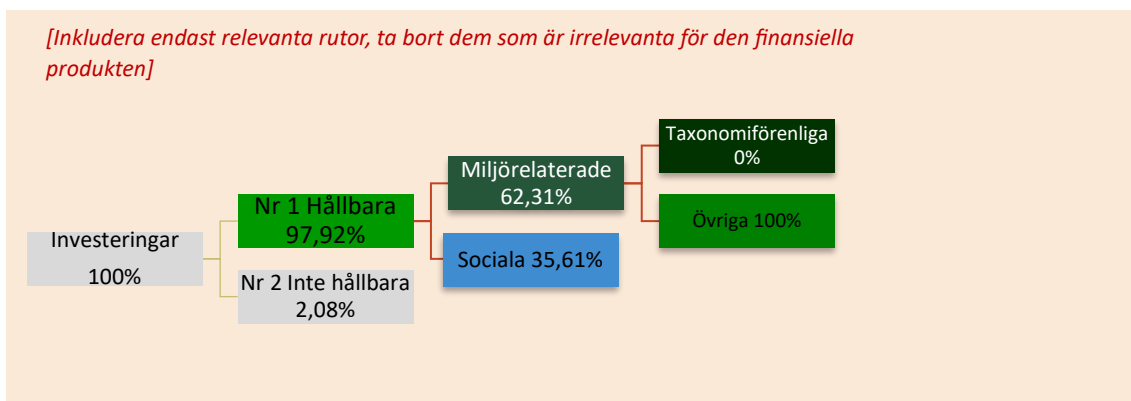 [Inkludera endast relevanta rutor, ta bort dem som är irrelevanta för den finansiella
produkten]
Investeringar
100%
Nr 1 Hållbara
97,92%
Nr 2 Inte hållbara
2,08%
Miljörelaterade
62,31%
Sociala 35,61%
Taxonomiförenliga
0%
Övriga 100%